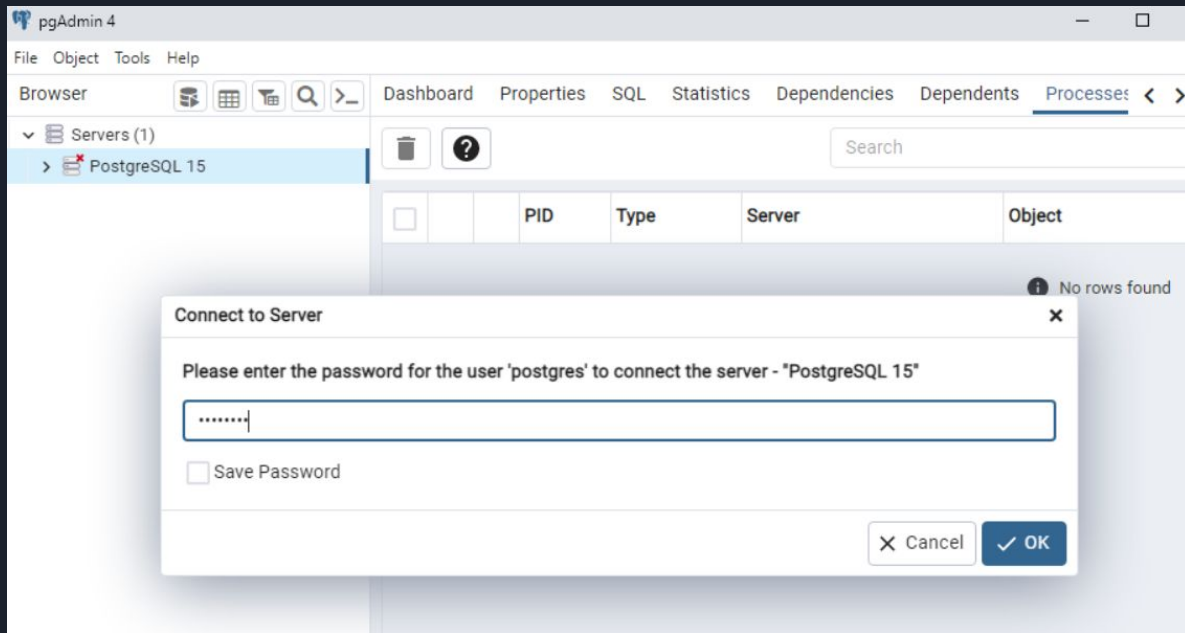 pgAdmin 4
File Object Tools Help
Browser
Dashboard Properties SQL Statistics Dependencies Dependents Processes
Servers (1)
PostgreSQL 15
Search
PID Type Server Object
No rows found
Connect to Server
Please enter the password for the user 'postgres' to connect the server - "PostgreSQL 15"
••••••••
Save Password
Cancel OK